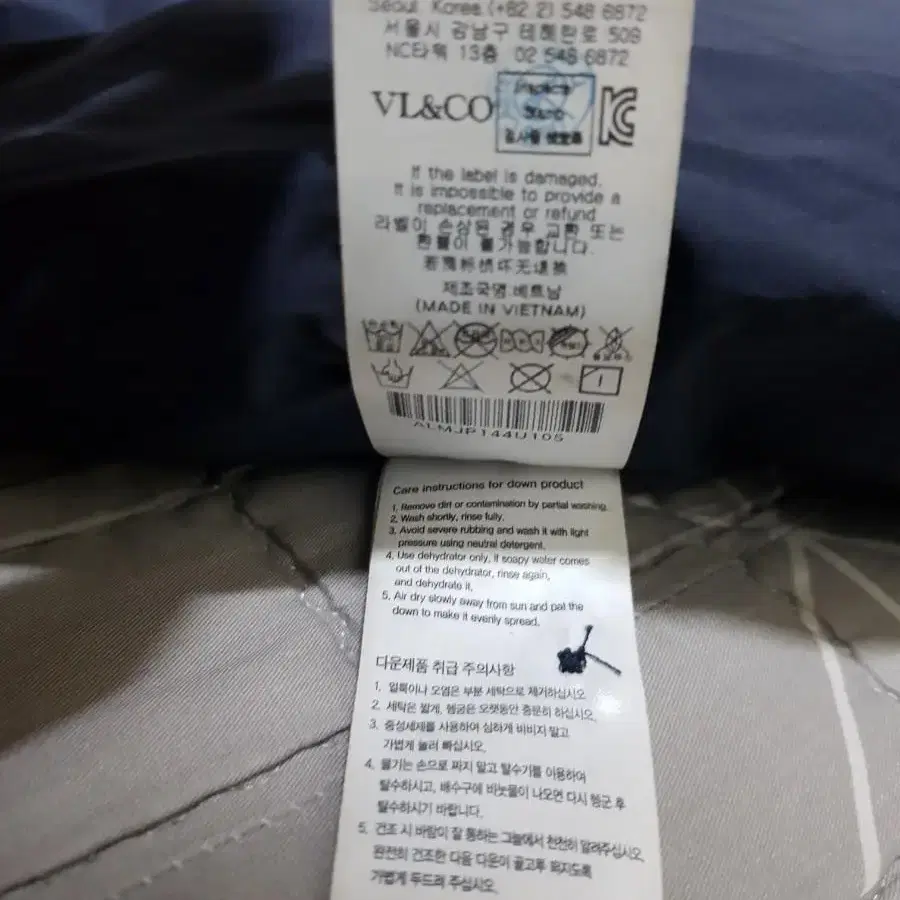 Seoul, Korea (+82 2) 548 6872
서울시 강남구 테헤란로 509
NC타워 13층 02 548 6872
VL&CO
KC
If the label is damaged.
It is impossible to provide a
replacement or refund
라벨이 손상된 경우 교환 또는
환불이 불가능합니다.
제조국명:베트남
(MADE IN VIETNAM)
ALMJP144U105
Care instructions for down product
1. Remove dirt or contamination by partial washing.
2. Wash shortly, rinse fully.
3. Avoid severe rubbing and wash it with light
pressure using neutral detergent.
4. Use dehydrator only, if soapy water comes
out of the dehydrator, rinse again,
and dehydrate it.
5. Air dry slowly away from sun and pat the
down to make it evenly spread.
다운제품 취급 주의사항
1. 얼룩이나 오염은 부분 세탁으로 제거하십시오
2. 세탁은 짧게, 헹굼은 오랫동안 충분히 하십시오.
3. 중성세제를 사용하여 심하게 비비지 말고
가볍게 눌러 빠십시오.
4. 물기는 손으로 짜지 말고 탈수기를 이용하여
탈수하시고, 배수구에 비눗물이 나오면 다시 헹군 후
탈수하시기 바랍니다.
5. 건조 시 바람이 잘 통하는 그늘에서 천천히 말려주십시오.
완전히 건조한 다음 다운이 골고루 퍼지도록
가볍게 두드려 주십시오.